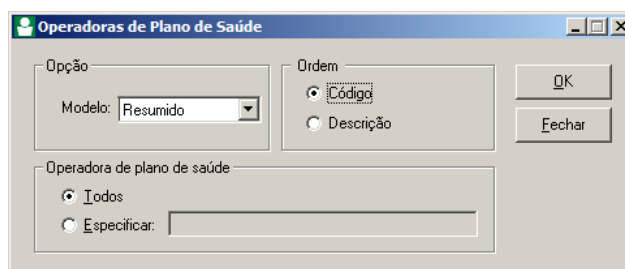 Operadoras de Plano de Saúde
Opção
Modelo: Resumido
Ordem
Código
Descrição
OK
Fechar
Operadora de plano de saúde
Todos
Especificar: